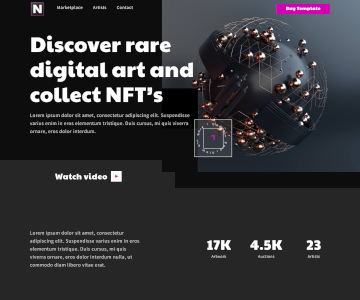 N
Marketplace Artists Contact
Buy Template
Discover rare
digital art and
collect NFT's
Lorem ipsum dolor sit amet, consectetur adipiscing elit. Suspendisse
varius enim in eros elementum tristique. Duis cursus, mi quis viverra
ornare, eros dolor interdum.
Watch video
Lorem ipsum dolor sit amet, consectetur
adipiscing elit. Suspendisse varius enim in eros
elementum tristique. Duis cursus, mi quis viverra
ornare, eros dolor interdum nulla, ut
commodo diam libero vitae erat.
17K 4.5K 23
Artwork Auctions Artists